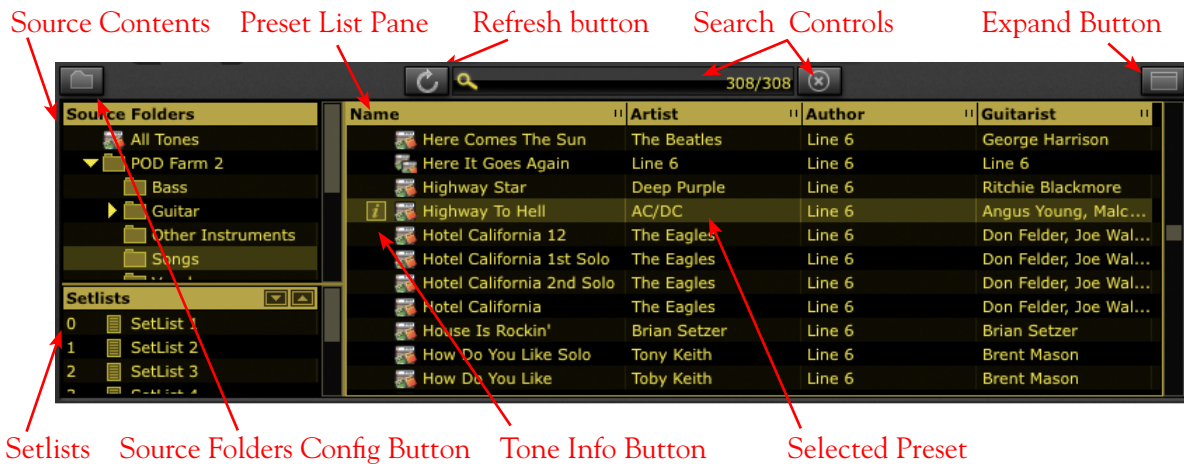 Source Contents Preset List Pane Refresh button Search Controls Expand Button
308/308
Source Folders Name Artist Author Guitarist
All Tones Here Comes The Sun The Beatles Line 6 George Harrison
POD Farm 2 Here It Goes Again Line 6 Line 6 Line 6
Bass Highway Star Deep Purple Line 6 Ritchie Blackmore
Guitar i Highway To Hell AC/DC Line 6 Angus Young, Malc...
Other Instruments Hotel California 12 The Eagles Line 6 Don Felder, Joe Wal...
Songs Hotel California 1st Solo The Eagles Line 6 Don Felder, Joe Wal...
Hotel California 2nd Solo The Eagles Line 6 Don Felder, Joe Wal...
Setlists Hotel California The Eagles Line 6 Don Felder, Joe Wal...
0 SetList 1 House Is Rockin' Brian Setzer Line 6 Brian Setzer
1 SetList 2 How Do You Like Solo Tony Keith Line 6 Brent Mason
2 SetList 3 How Do You Like Toby Keith Line 6 Brent Mason
Setlists Source Folders Config Button Tone Info Button Selected Preset